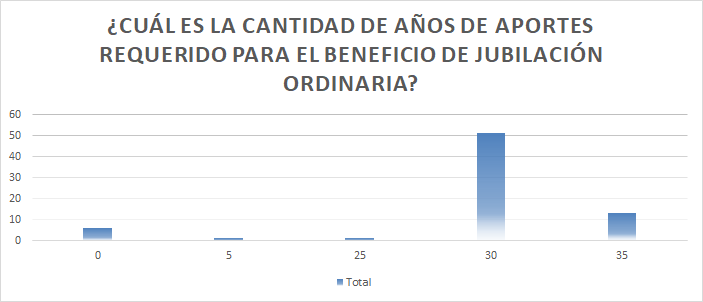 ¿CUÁL ES LA CANTIDAD DE AÑOS DE APORTES
REQUERIDO PARA EL BENEFICIO DE JUBILACIÓN
ORDINARIA?
60
50
40
30
20
10
0
0 5 25 30 35
Total